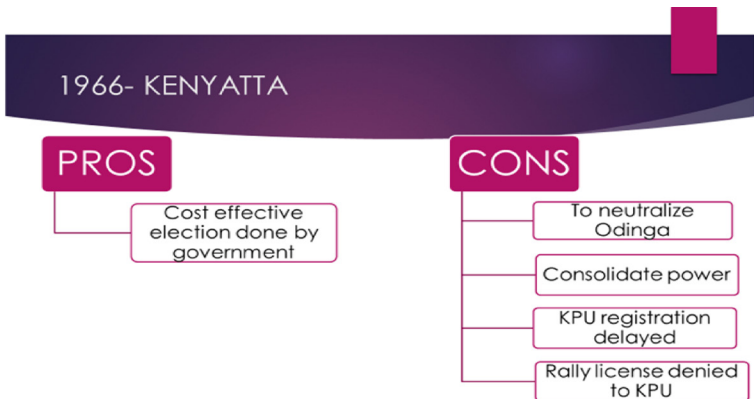 1966- KENYATTA
PROS
Cost effective
election done by
government
CONS
To neutralize
Odinga
Consolidate power
KPU registration
delayed
Rally license denied
to KPU